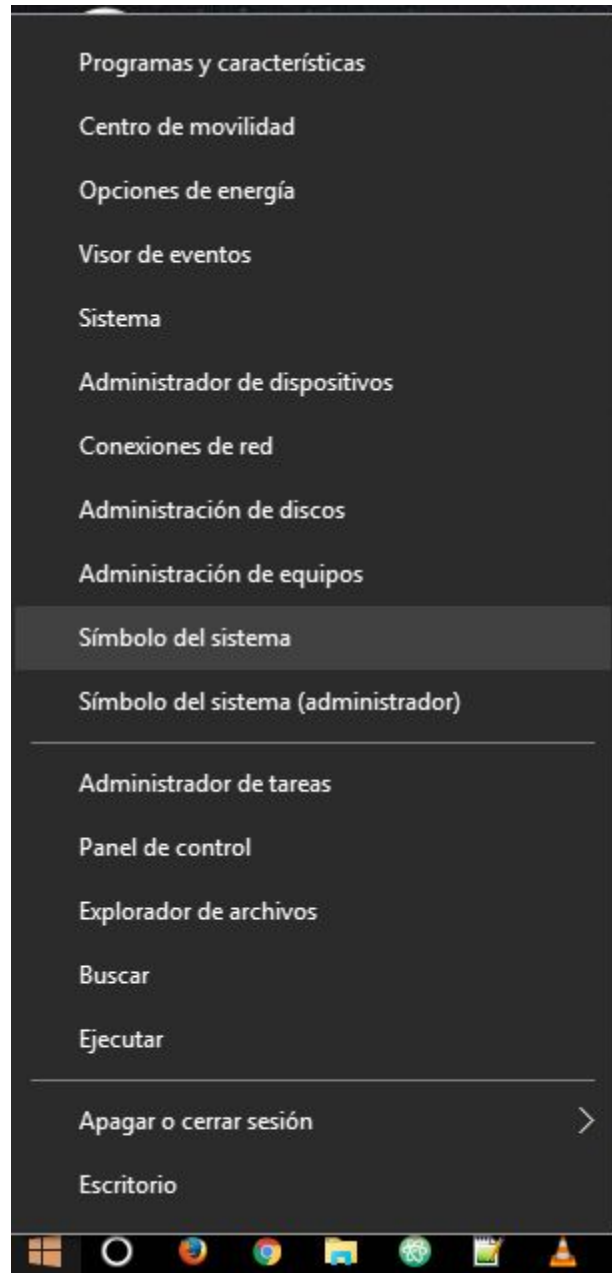 Programas y características
Centro de movilidad
Opciones de energía
Visor de eventos
Sistema
Administrador de dispositivos
Conexiones de red
Administración de discos
Administración de equipos
Símbolo del sistema
Símbolo del sistema (administrador)
Administrador de tareas
Panel de control
Explorador de archivos
Buscar
Ejecutar
Apagar o cerrar sesión
Escritorio